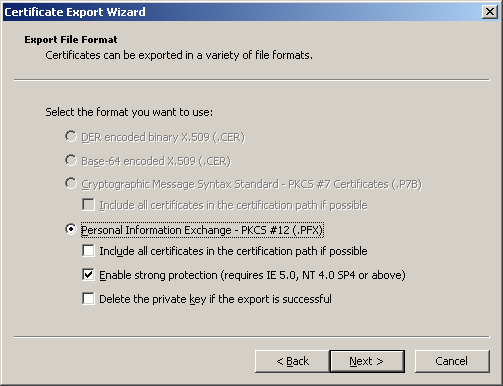 Certificate Export Wizard
Export File Format
Certificates can be exported in a variety of file formats.
Select the format you want to use:
DER encoded binary X.509 (.CER)
Base-64 encoded X.509 (.CER)
Cryptographic Message Syntax Standard - PKCS #7 Certificates (.P7B)
Include all certificates in the certification path if possible
Personal Information Exchange - PKCS #12 (.PFX)
Include all certificates in the certification path if possible
Enable strong protection (requires IE 5.0, NT 4.0 SP4 or above)
Delete the private key if the export is successful
< Back Next > Cancel